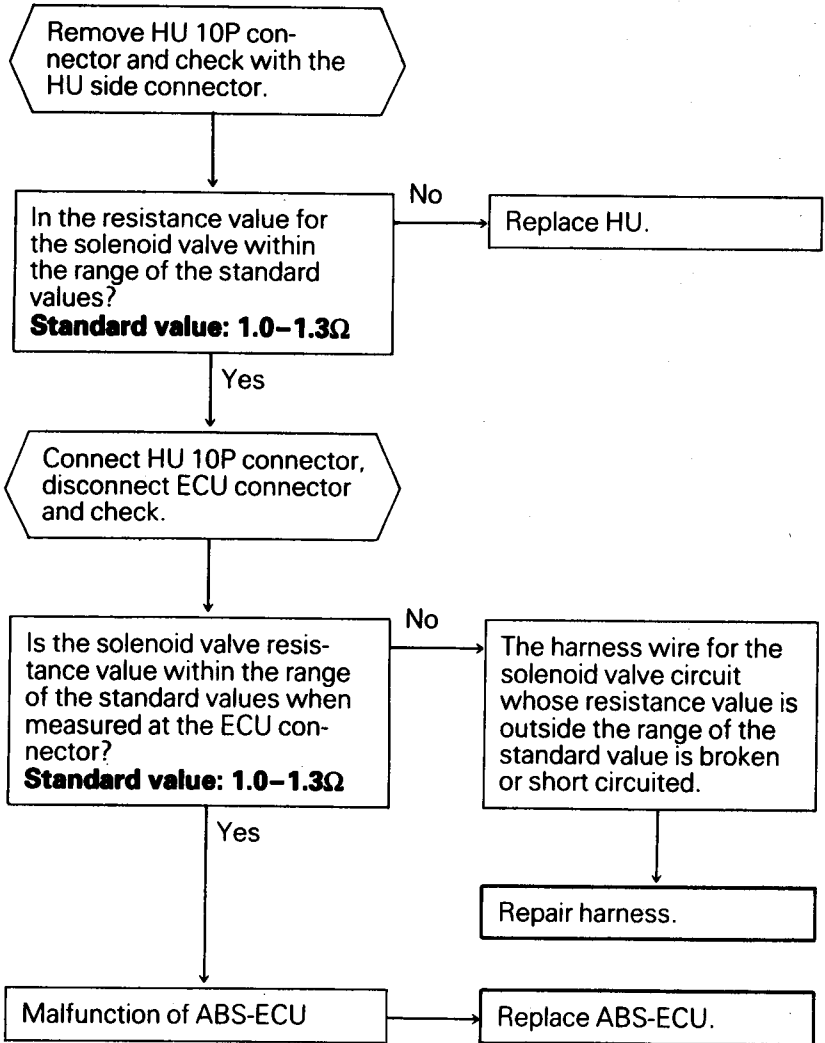 Remove HU 10P con-
nector and check with the
HU side connector.
No
In the resistance value for
the solenoid valve within
the range of the standard
values?
Standard value: 1.0–1.3Ω
Replace HU.
Yes
Connect HU 10P connector,
disconnect ECU connector
and check.
No
Is the solenoid valve resis-
tance value within the range
of the standard values when
measured at the ECU con-
nector?
Standard value: 1.0–1.3Ω
The harness wire for the
solenoid valve circuit
whose resistance value is
outside the range of the
standard value is broken
or short circuited.
Yes
Repair harness.
Malfunction of ABS-ECU
Replace ABS-ECU.